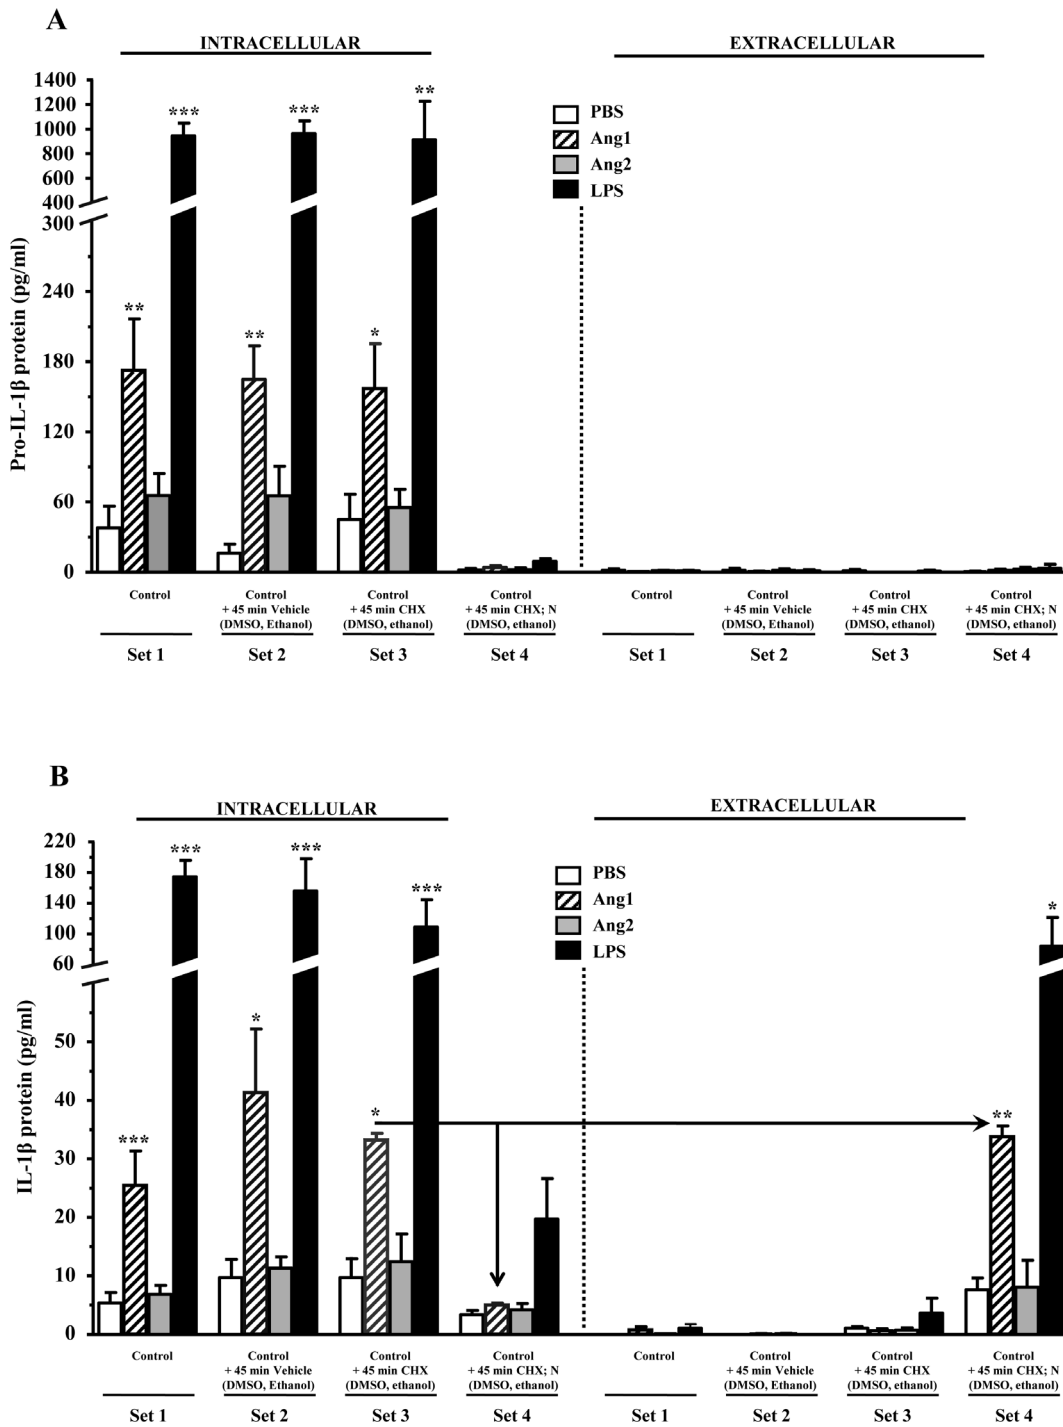 A
INTRACELLULAR
EXTRACELLULAR
1400
1200
1000
800
600
400
300
240
180
120
60
0
Pro-IL-1β protein (pg/ml)
***
***
**
**
**
*
PBS
Ang1
Ang2
LPS
Control
Control
+ 45 min Vehicle
(DMSO, Ethanol)
Control
+ 45 min CHX
(DMSO, ethanol)
Control
+ 45 min CHX; N
(DMSO, ethanol)
Control
Control
+ 45 min Vehicle
(DMSO, Ethanol)
Control
+ 45 min CHX
(DMSO, ethanol)
Control
+ 45 min CHX; N
(DMSO, ethanol)
Set 1
Set 2
Set 3
Set 4
Set 1
Set 2
Set 3
Set 4
B
INTRACELLULAR
EXTRACELLULAR
220
180
140
100
60
50
40
30
20
10
0
IL-1β protein (pg/ml)
***
***
***
*
***
*
*
**
PBS
Ang1
Ang2
LPS
Control
Control
+ 45 min Vehicle
(DMSO, Ethanol)
Control
+ 45 min CHX
(DMSO, ethanol)
Control
+ 45 min CHX; N
(DMSO, ethanol)
Control
Control
+ 45 min Vehicle
(DMSO, Ethanol)
Control
+ 45 min CHX
(DMSO, ethanol)
Control
+ 45 min CHX; N
(DMSO, ethanol)
Set 1
Set 2
Set 3
Set 4
Set 1
Set 2
Set 3
Set 4